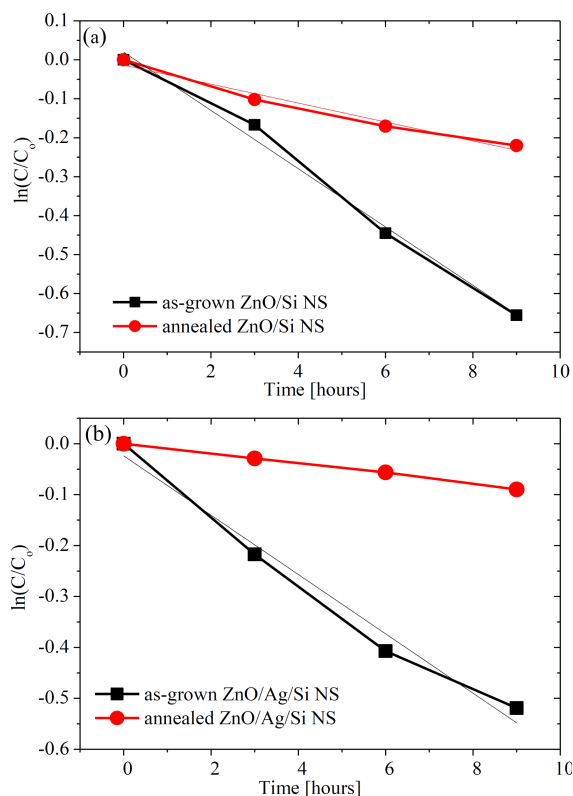 (a)
ln(C/Co)
0.1
0.0
-0.1
-0.2
-0.3
-0.4
-0.5
-0.6
-0.7
as-grown ZnO/Si NS
annealed ZnO/Si NS
0 2 4 6 8 10
Time [hours]
(b)
ln(C/Co)
0.0
-0.1
-0.2
-0.3
-0.4
-0.5
-0.6
as-grown ZnO/Ag/Si NS
annealed ZnO/Ag/Si NS
0 2 4 6 8 10
Time [hours]